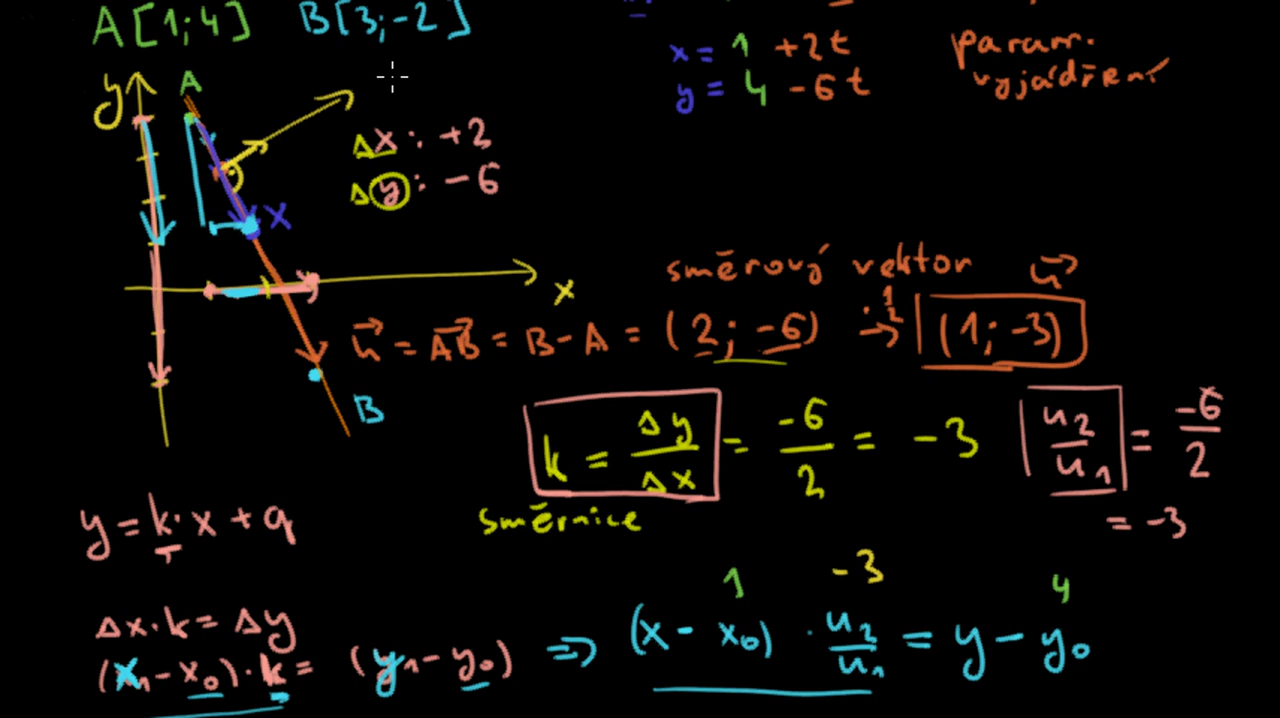 A[1;4] B[3;-2]
x = 1 + 2t
y = 4 - 6t
param.
vyjádření
y
A
Δx: +2
Δy: -6
X
x
B
směrový vektor u→
u→ = AB→ = B - A = (2; -6) ·1/2 → (1; -3)
k = Δy/Δx = -6/2 = -3
u2/u1 = -6/2
= -3
směrnice
y = k·x + q
Δx·k = Δy
(x1 - x0)·k = (y1 - y0) ⇒ (x - x0)·u2/u1 = y - y0
1 -3 4